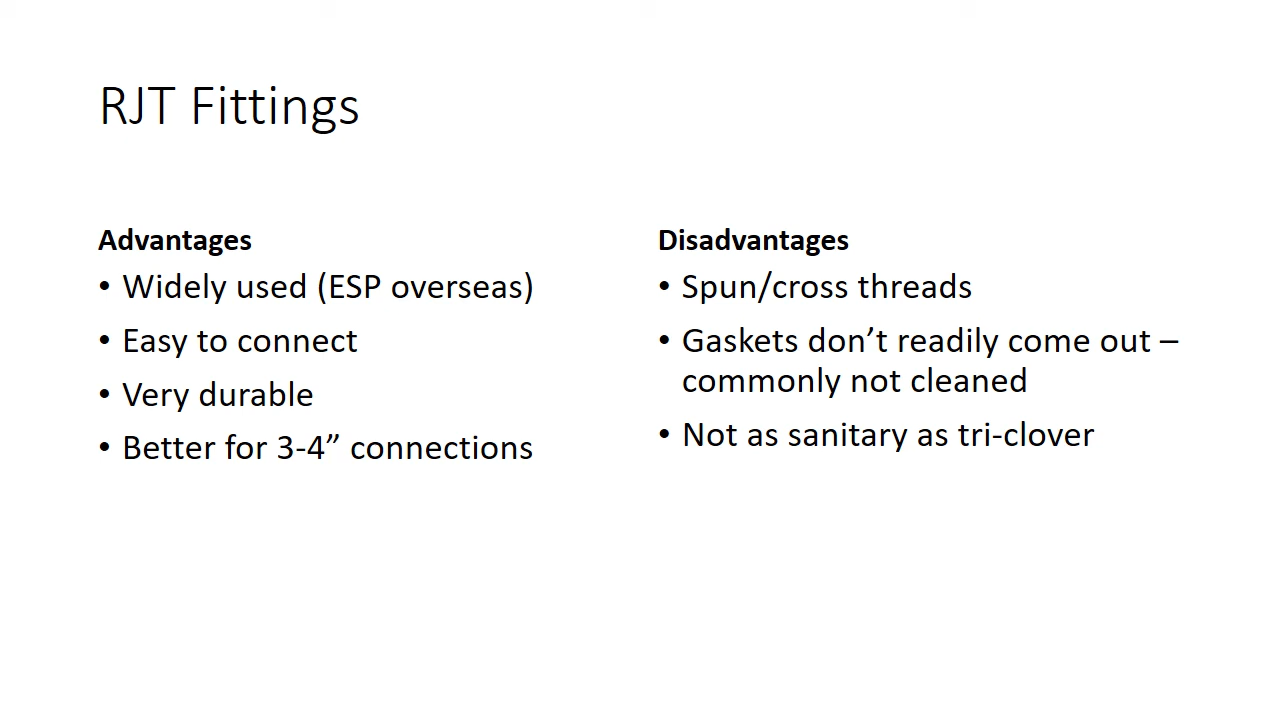 RJT Fittings
Advantages
• Widely used (ESP overseas)
• Easy to connect
• Very durable
• Better for 3-4” connections
Disadvantages
• Spun/cross threads
• Gaskets don’t readily come out –
commonly not cleaned
• Not as sanitary as tri-clover